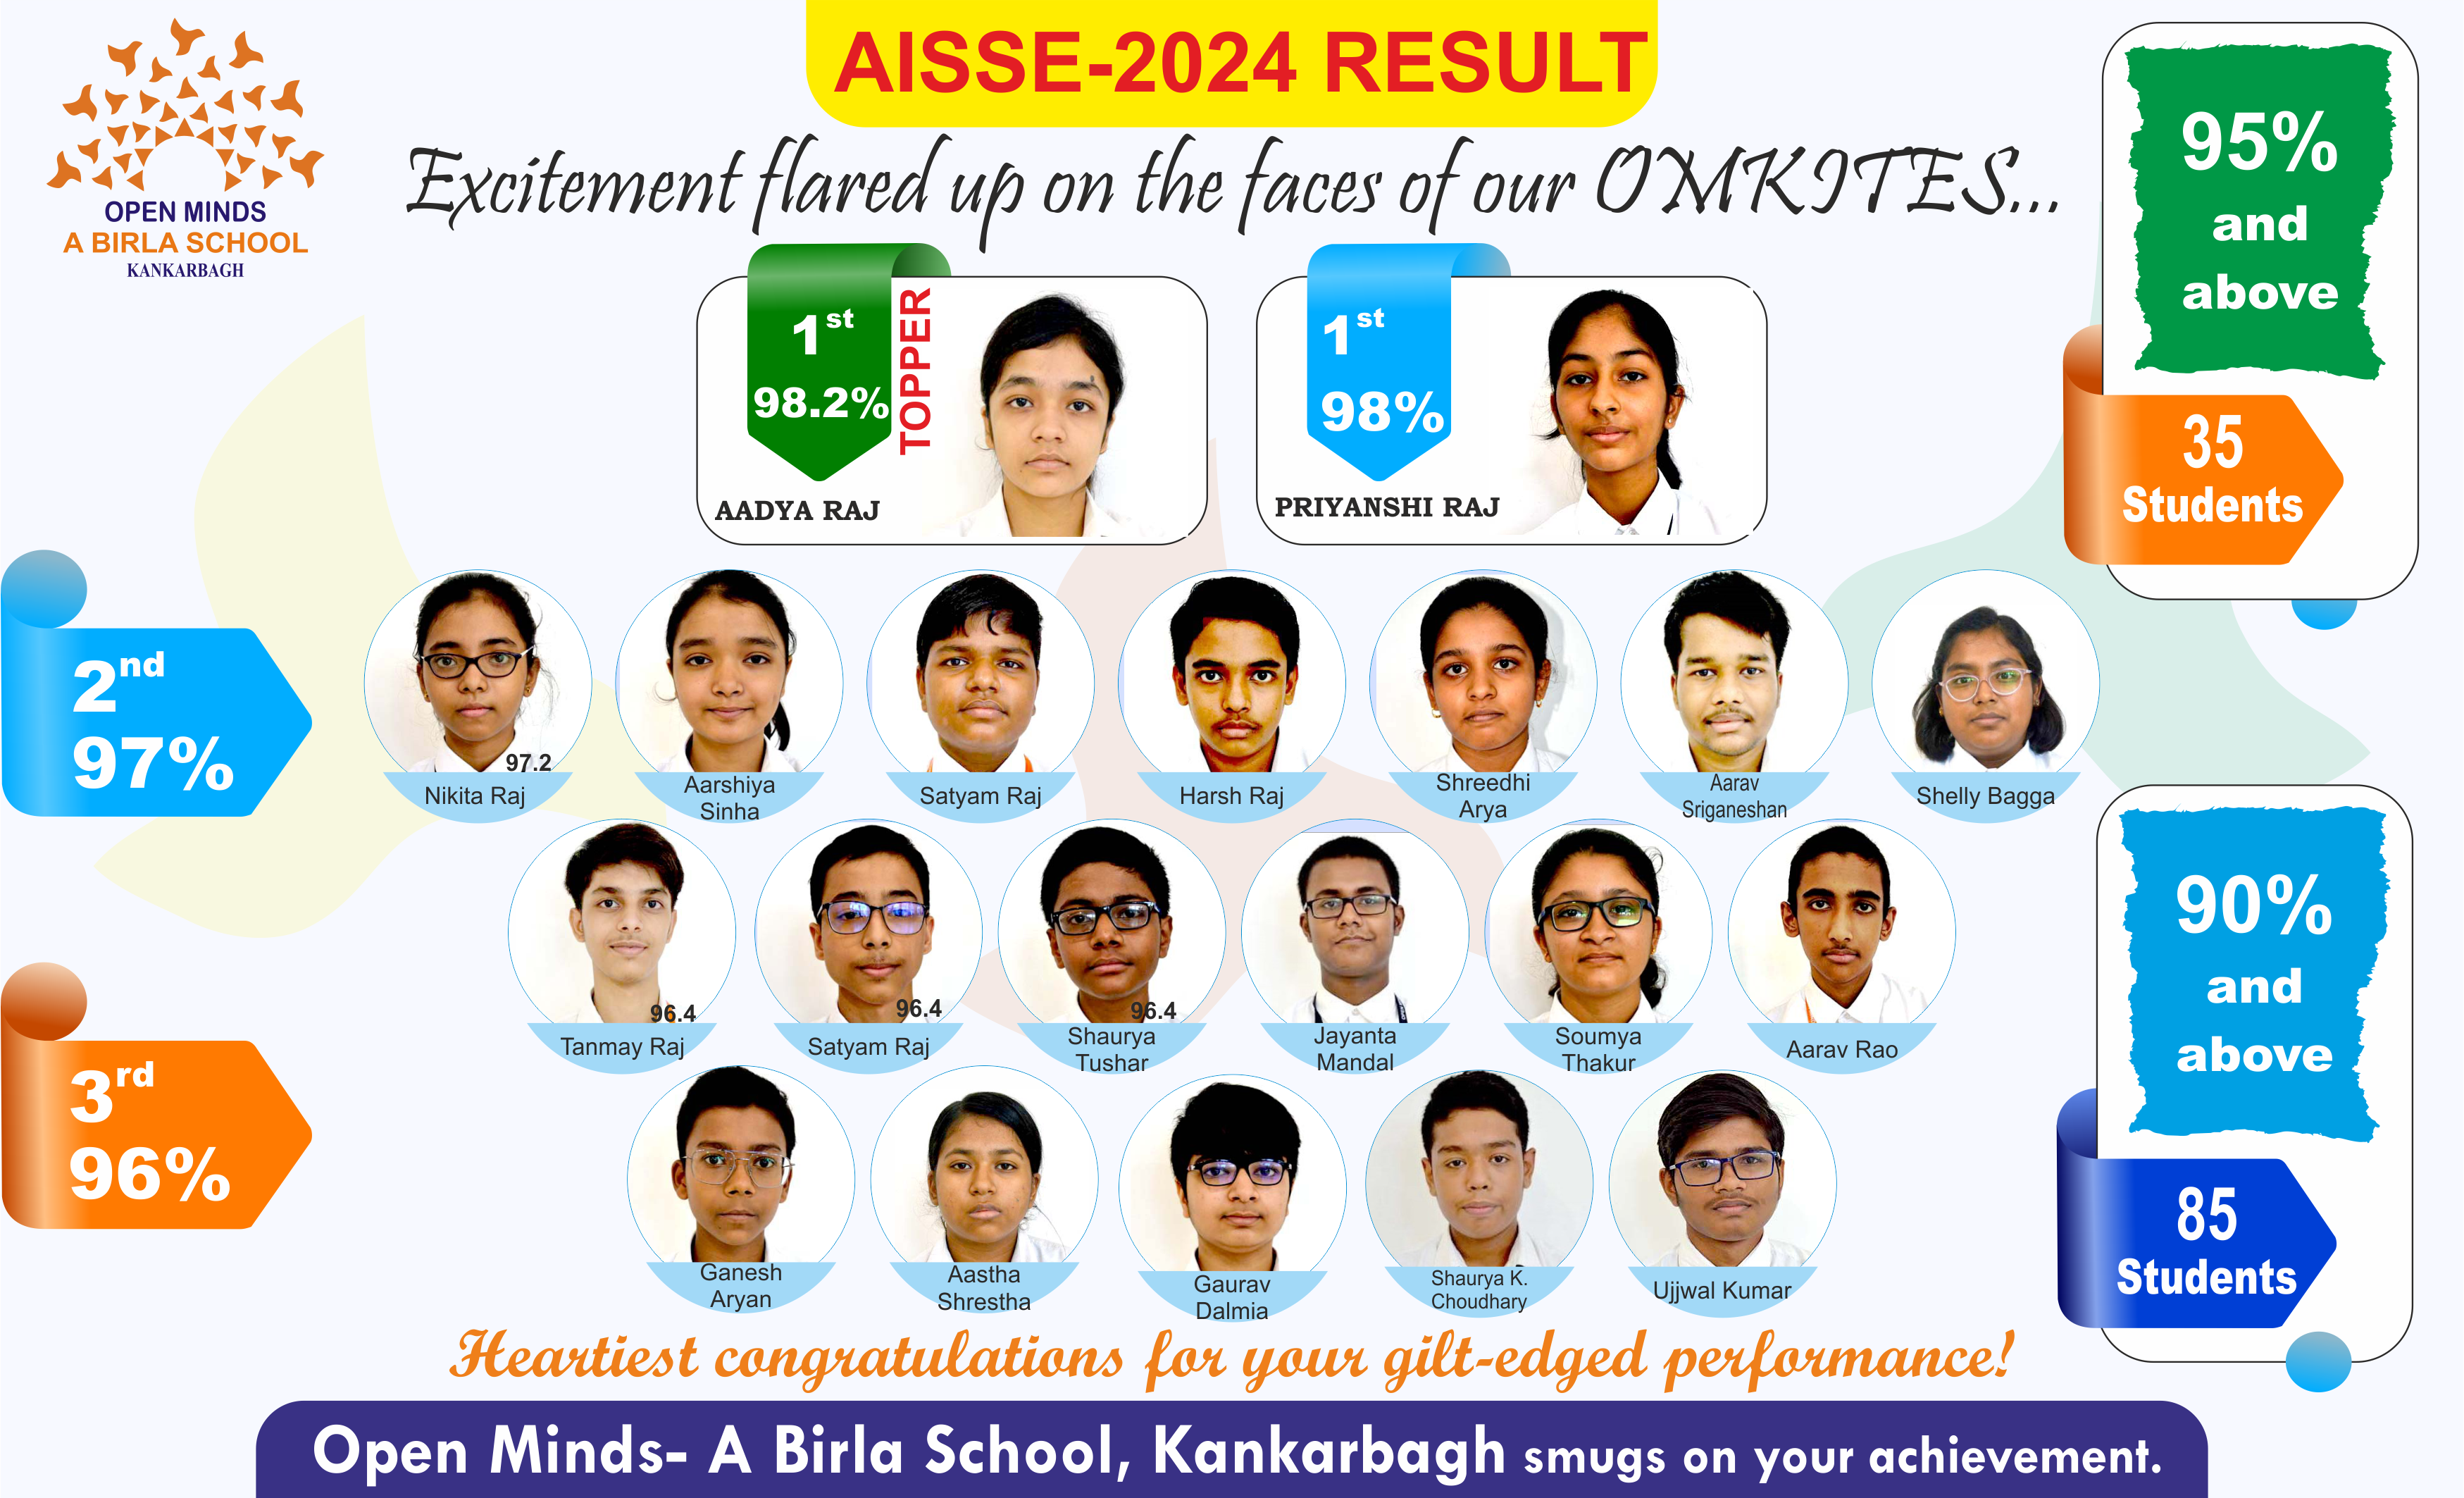 OPEN MINDS
A BIRLA SCHOOL
KANKARBAGH
AISSE-2024 RESULT
Excitement flared up on the faces of our OMKITES...
1st
98.2%
TOPPER
AADYA RAJ
1st
98%
PRIYANSHI RAJ
95%
and
above
35
Students
2nd
97%
97.2
Nikita Raj
Aarshiya
Sinha
Satyam Raj
Harsh Raj
Shreedhi
Arya
Aarav
Sriganeshan
Shelly Bagga
3rd
96%
96.4
Tanmay Raj
96.4
Satyam Raj
96.4
Shaurya
Tushar
Jayanta
Mandal
Soumya
Thakur
Aarav Rao
Ganesh
Aryan
Aastha
Shrestha
Gaurav
Dalmia
Shaurya K.
Choudhary
Ujjwal Kumar
90%
and
above
85
Students
Heartiest congratulations for your gilt-edged performance!
Open Minds- A Birla School, Kankarbagh smugs on your achievement.